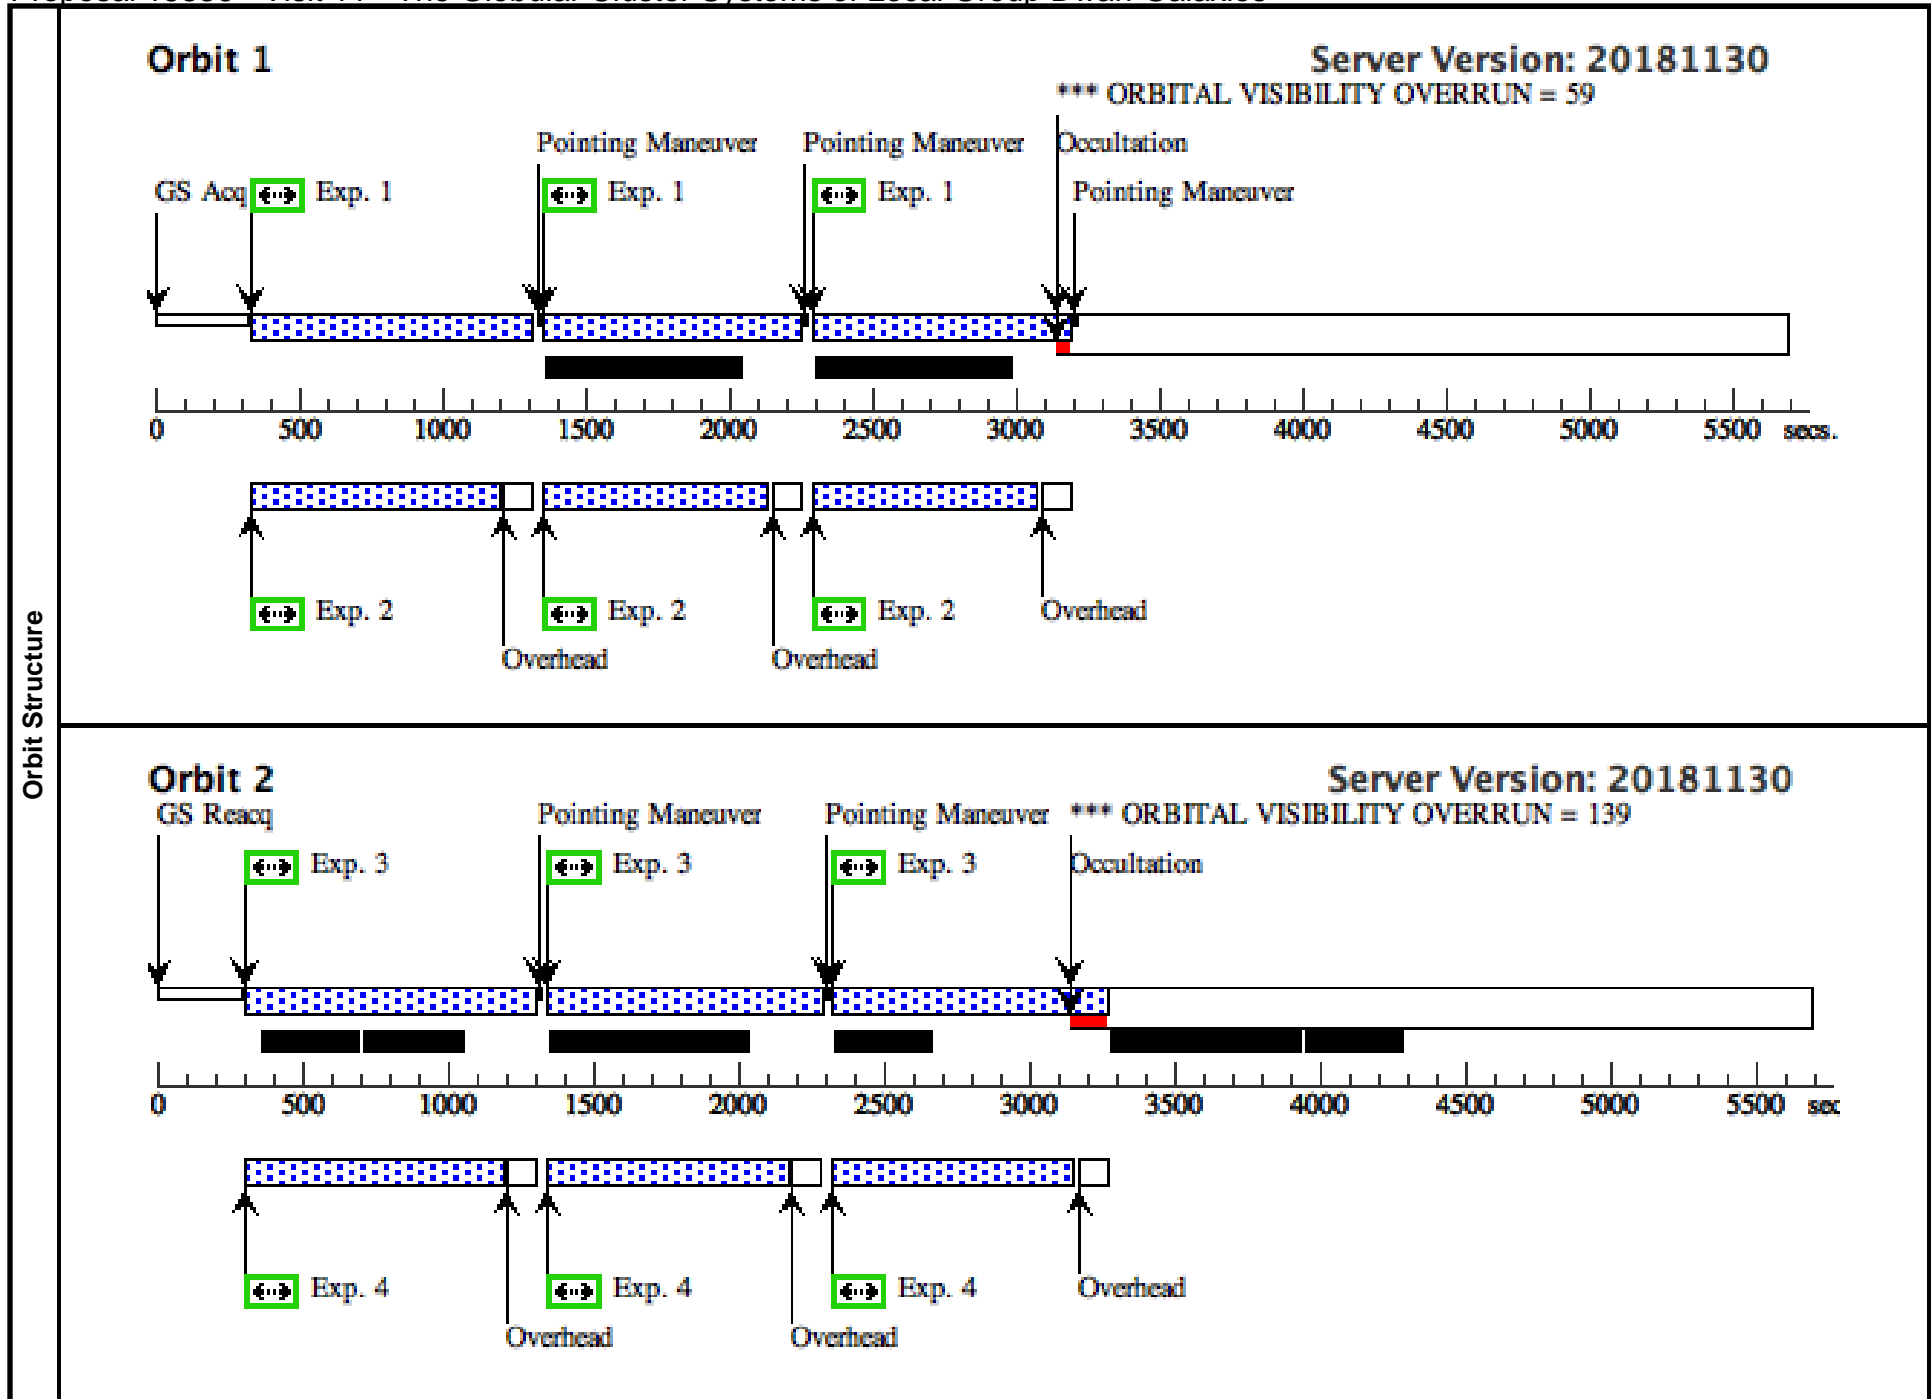 Orbit Structure
Orbit 1
Server Version: 20181130
*** ORBITAL VISIBILITY OVERRUN = 59
Pointing Maneuver Pointing Maneuver Occultation
GS Acq Exp. 1 Exp. 1 Exp. 1 Pointing Maneuver
0 500 1000 1500 2000 2500 3000 3500 4000 4500 5000 5500 secs.
Exp. 2 Exp. 2 Exp. 2 Overhead
Overhead Overhead
Orbit 2
Server Version: 20181130
GS Reacq Pointing Maneuver Pointing Maneuver *** ORBITAL VISIBILITY OVERRUN = 139
Exp. 3 Exp. 3 Exp. 3 Occultation
0 500 1000 1500 2000 2500 3000 3500 4000 4500 5000 5500 sec
Exp. 4 Exp. 4 Exp. 4 Overhead
Overhead Overhead